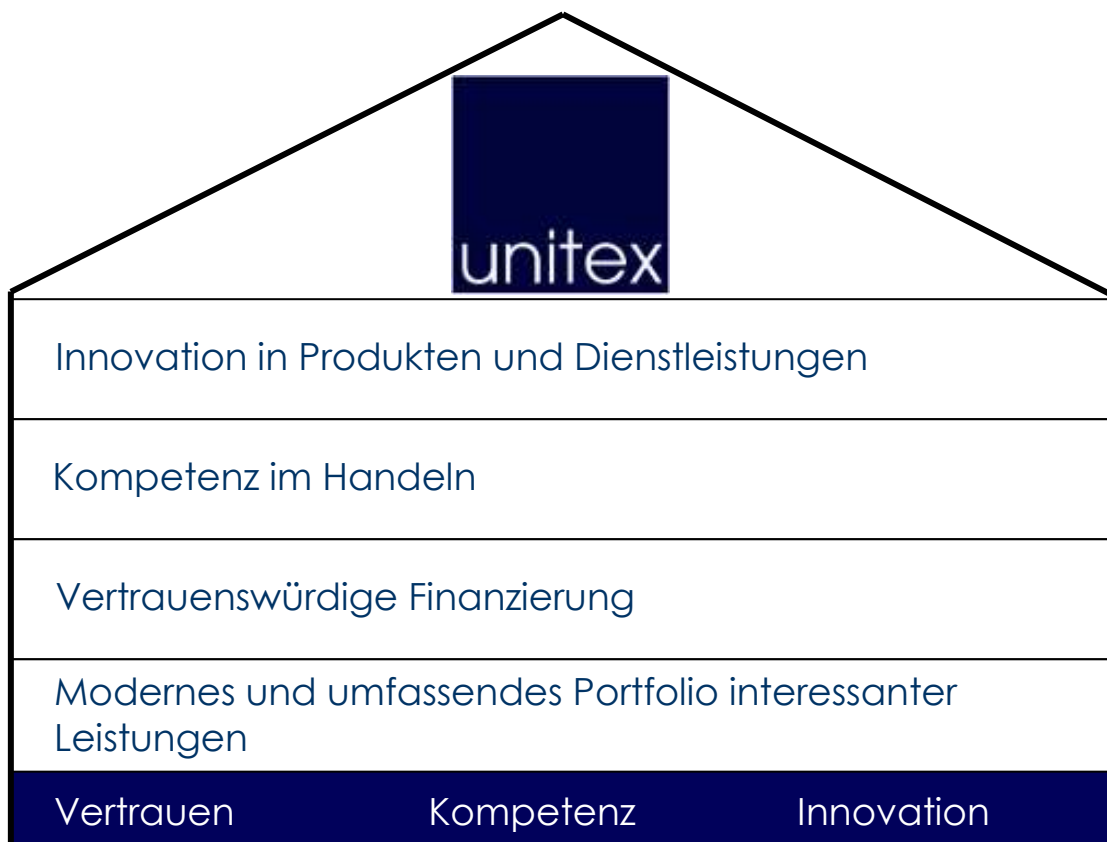 unitex
Innovation in Produkten und Dienstleistungen
Kompetenz im Handeln
Vertrauenswürdige Finanzierung
Modernes und umfassendes Portfolio interessanter
Leistungen
Vertrauen Kompetenz Innovation